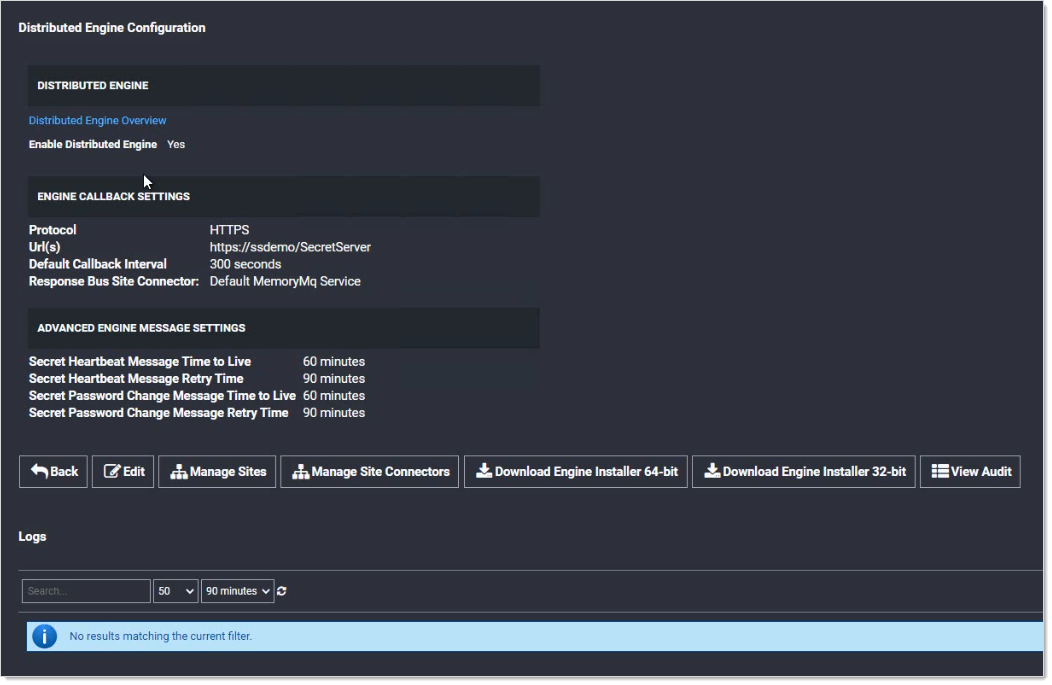 Distributed Engine Configuration
DISTRIBUTED ENGINE
Distributed Engine Overview
Enable Distributed Engine Yes
ENGINE CALLBACK SETTINGS
Protocol HTTPS
Url(s) https://ssdemo/SecretServer
Default Callback Interval 300 seconds
Response Bus Site Connector: Default MemoryMq Service
ADVANCED ENGINE MESSAGE SETTINGS
Secret Heartbeat Message Time to Live 60 minutes
Secret Heartbeat Message Retry Time 90 minutes
Secret Password Change Message Time to Live 60 minutes
Secret Password Change Message Retry Time 90 minutes
Back Edit Manage Sites Manage Site Connectors Download Engine Installer 64-bit Download Engine Installer 32-bit View Audit
Logs
Search... 50 90 minutes
No results matching the current filter.